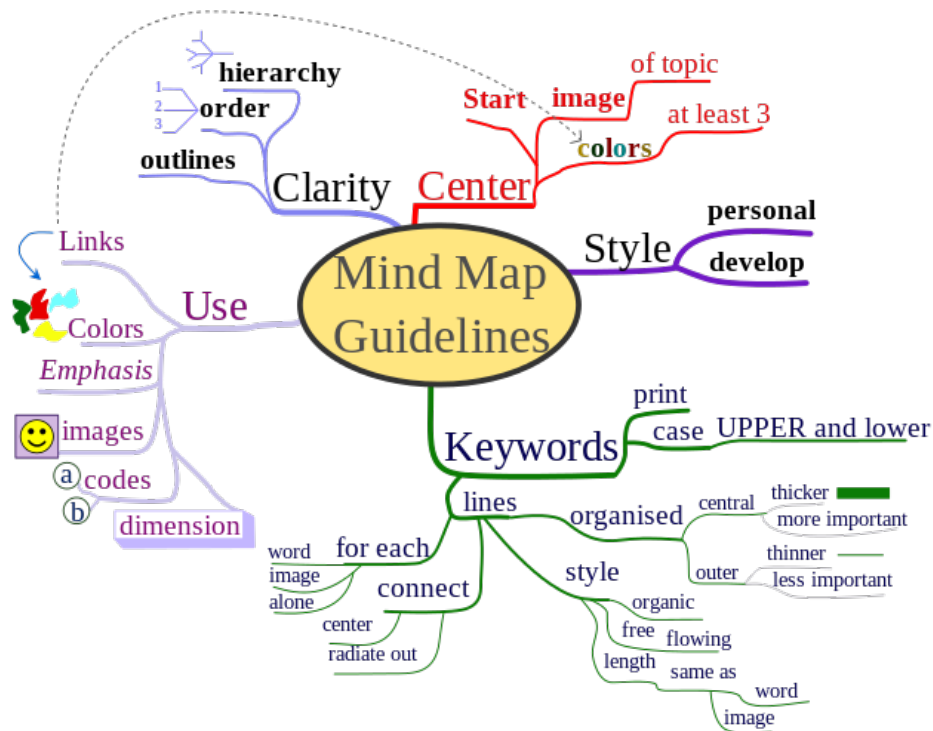 Mind Map
Guidelines
Center
Start
image
of topic
colors
at least 3
Style
personal
develop
Keywords
print
case
UPPER and lower
lines
organised
central
thicker
more important
outer
thinner
less important
style
organic
free
flowing
length
same as
word
image
connect
center
radiate out
for each
word
image
alone
Use
Links
Colors
Emphasis
images
codes
a
b
dimension
Clarity
hierarchy
order
1
2
3
outlines